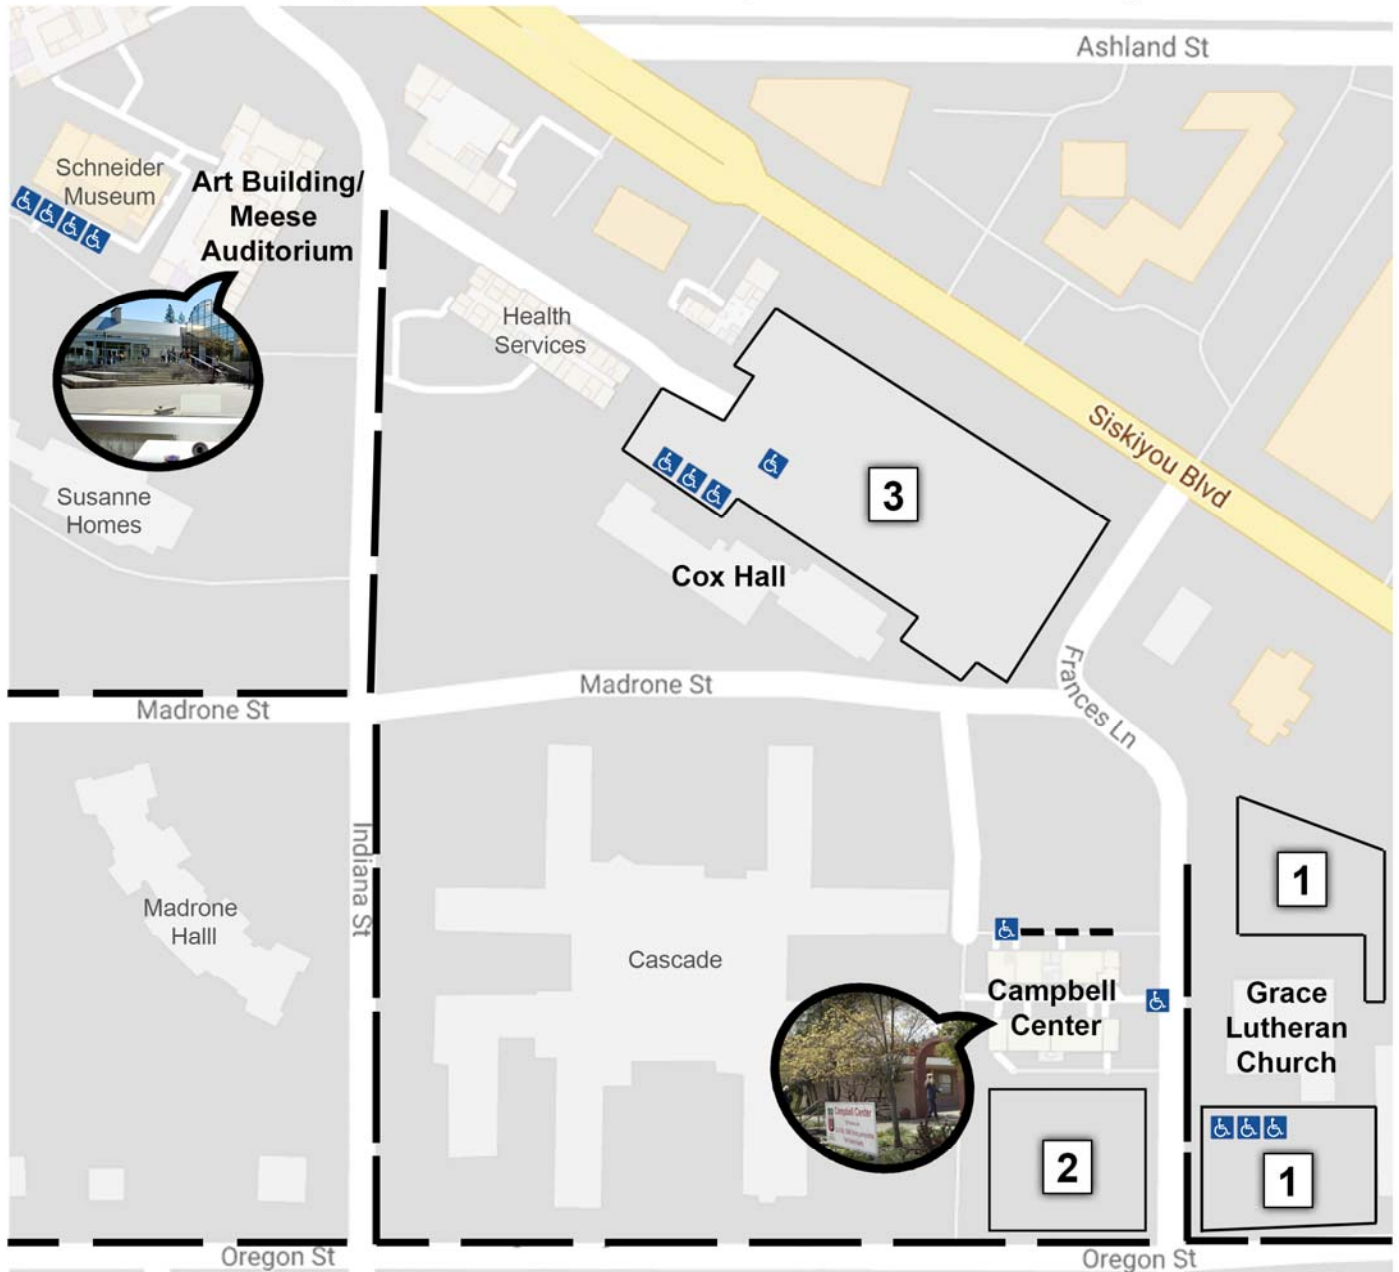 Ashland St
Schneider
Museum
Art Building/
Meese
Auditorium
Health
Services
Siskiyou Blvd
3
Susanne
Homes
Cox Hall
Madrone St
Madrone St
Frances Ln
Indiana St
1
Madrone
Halll
Cascade
Campbell
Center
Grace
Lutheran
Church
Campbell Center
2
1
Oregon St
Oregon St